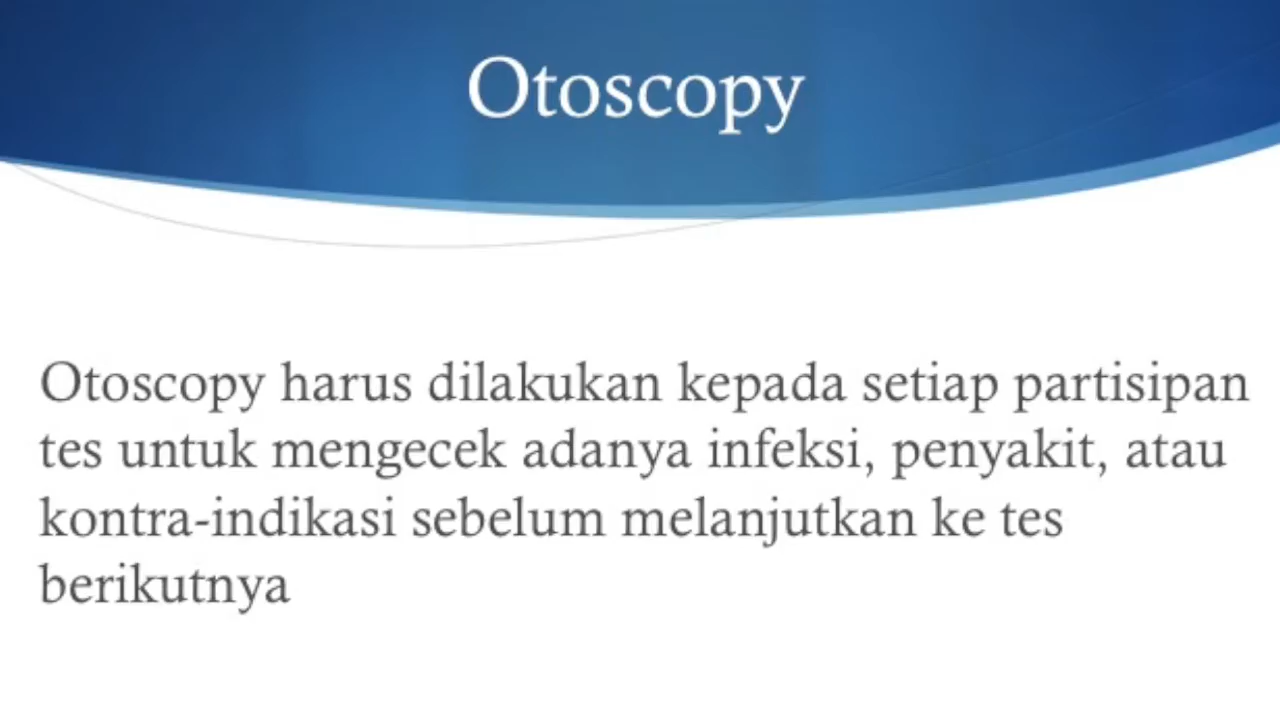 Otoscopy
Otoscopy harus dilakukan kepada setiap partisipan
tes untuk mengecek adanya infeksi, penyakit, atau
kontra-indikasi sebelum melanjutkan ke tes
berikutnya